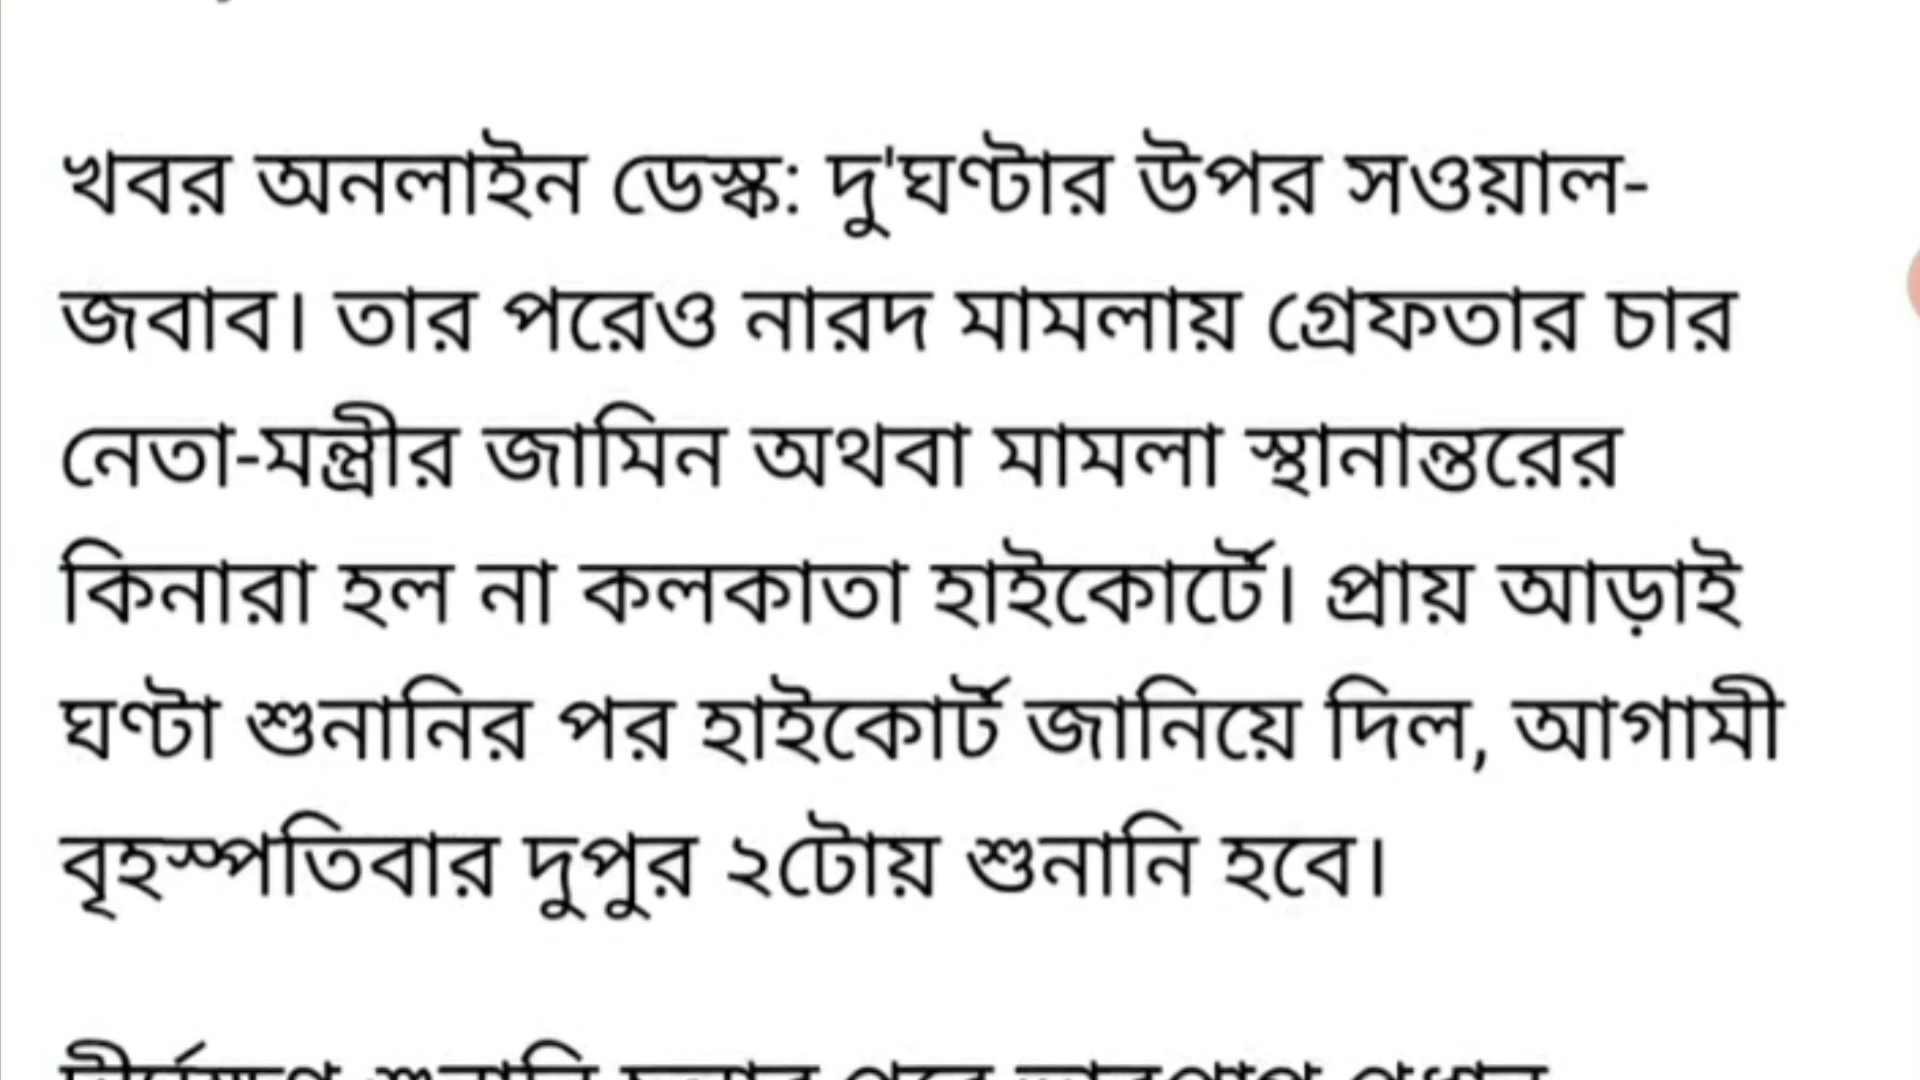 খবর অনলাইন ডেস্ক: দু'ঘণ্টার উপর সওয়াল-
জবাব। তার পরেও নারদ মামলায় গ্রেফতার চার
নেতা-মন্ত্রীর জামিন অথবা মামলা স্থানান্তরের
কিনারা হল না কলকাতা হাইকোর্টে। প্রায় আড়াই
ঘণ্টা শুনানির পর হাইকোর্ট জানিয়ে দিল, আগামী
বৃহস্পতিবার দুপুর ২টোয় শুনানি হবে।